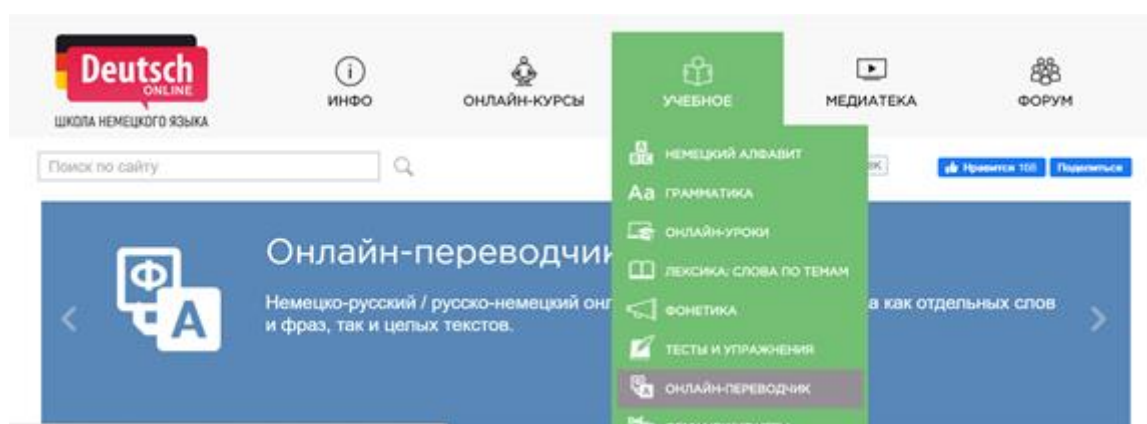 Deutsch
ONLINE
ШКОЛА НЕМЕЦКОГО ЯЗЫКА
ИНФО
ОНЛАЙН-КУРСЫ
УЧЕБНОЕ
МЕДИАТЕКА
ФОРУМ
Поиск по сайту
Нравится 168
Поделиться
НЕМЕЦКИЙ АЛФАВИТ
Aa ГРАММАТИКА
ОНЛАЙН-УРОКИ
ЛЕКСИКА: СЛОВА ПО ТЕМАМ
ФОНЕТИКА
ТЕСТЫ И УПРАЖНЕНИЯ
ОНЛАЙН-ПЕРЕВОДЧИК
Ф
A
Онлайн-переводчик
Немецко-русский / русско-немецкий а как отдельных слов
и фраз, так и целых текстов.